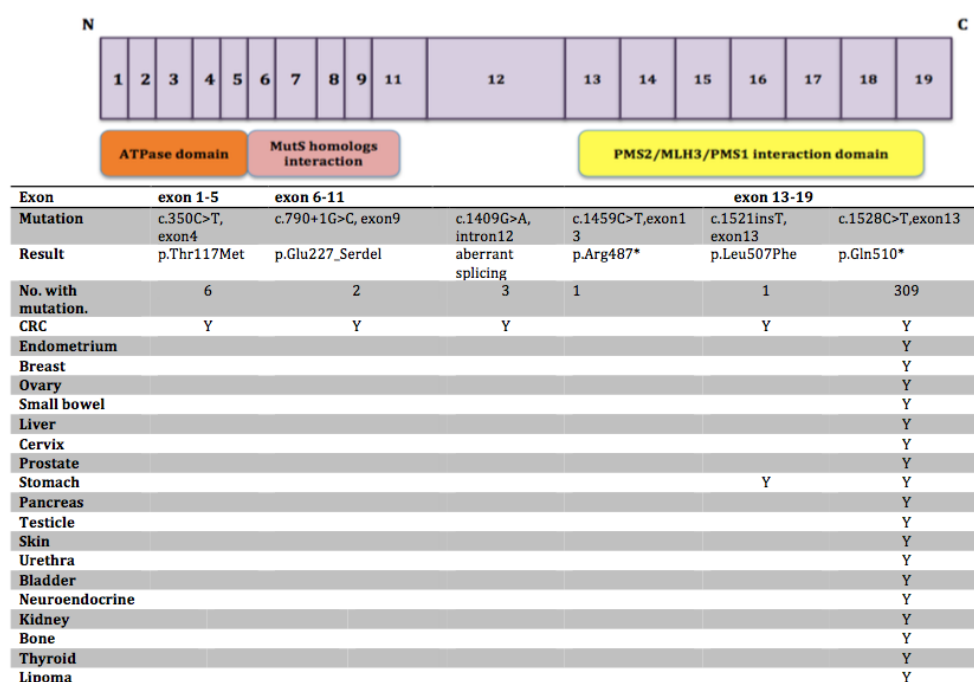 N C
1 2 3 4 5 6 7 8 9 11 12 13 14 15 16 17 18 19
ATPase domain
MutS homologs
interaction
PMS2/MLH3/PMS1 interaction domain
Exon exon 1-5 exon 6-11 exon 13-19
Mutation c.350C>T, c.790+1G>C, exon9 c.1409G>A, c.1459C>T,exon1 c.1521insT, c.1528C>T,exon13
exon4 intron12 3 exon13
Result p.Thr117Met p.Glu227_Serdel aberrant p.Arg487* p.Leu507Phe p.Gln510*
splicing
No. with 6 2 3 1 1 309
mutation.
CRC Y Y Y Y Y
Endometrium Y
Breast Y
Ovary Y
Small bowel Y
Liver Y
Cervix Y
Prostate Y
Stomach Y Y
Pancreas Y
Testicle Y
Skin Y
Urethra Y
Bladder Y
Neuroendocrine Y
Kidney Y
Bone Y
Thyroid Y
Lipoma Y